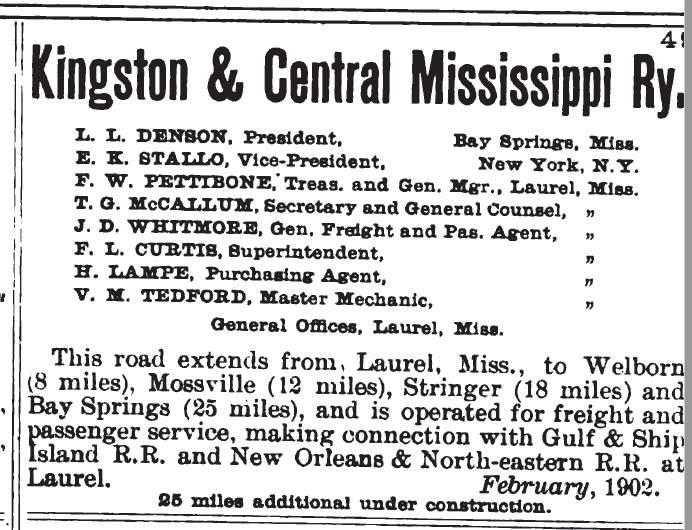 Kingston & Central Mississippi Ry.
L. L. DENSON, President, Bay Springs, Miss.
E. K. STALLO, Vice-President, New York, N.Y.
F. W. PETTIBONE, Treas. and Gen. Mgr., Laurel, Miss.
T. G. McCALLUM, Secretary and General Counsel, „
J. D. WHITMORE, Gen. Freight and Pas. Agent, „
F. L. CURTIS, Superintendent, „
H. LAMPE, Purchasing Agent, „
V. M. TEDFORD, Master Mechanic, „
General Offices, Laurel, Miss.
This road extends from, Laurel, Miss., to Welborn
(8 miles), Mossville (12 miles), Stringer (18 miles) and
Bay Springs (25 miles), and is operated for freight and
passenger service, making connection with Gulf & Ship
Island R.R. and New Orleans & North-eastern R.R. at
Laurel. February, 1902.
25 miles additional under construction.